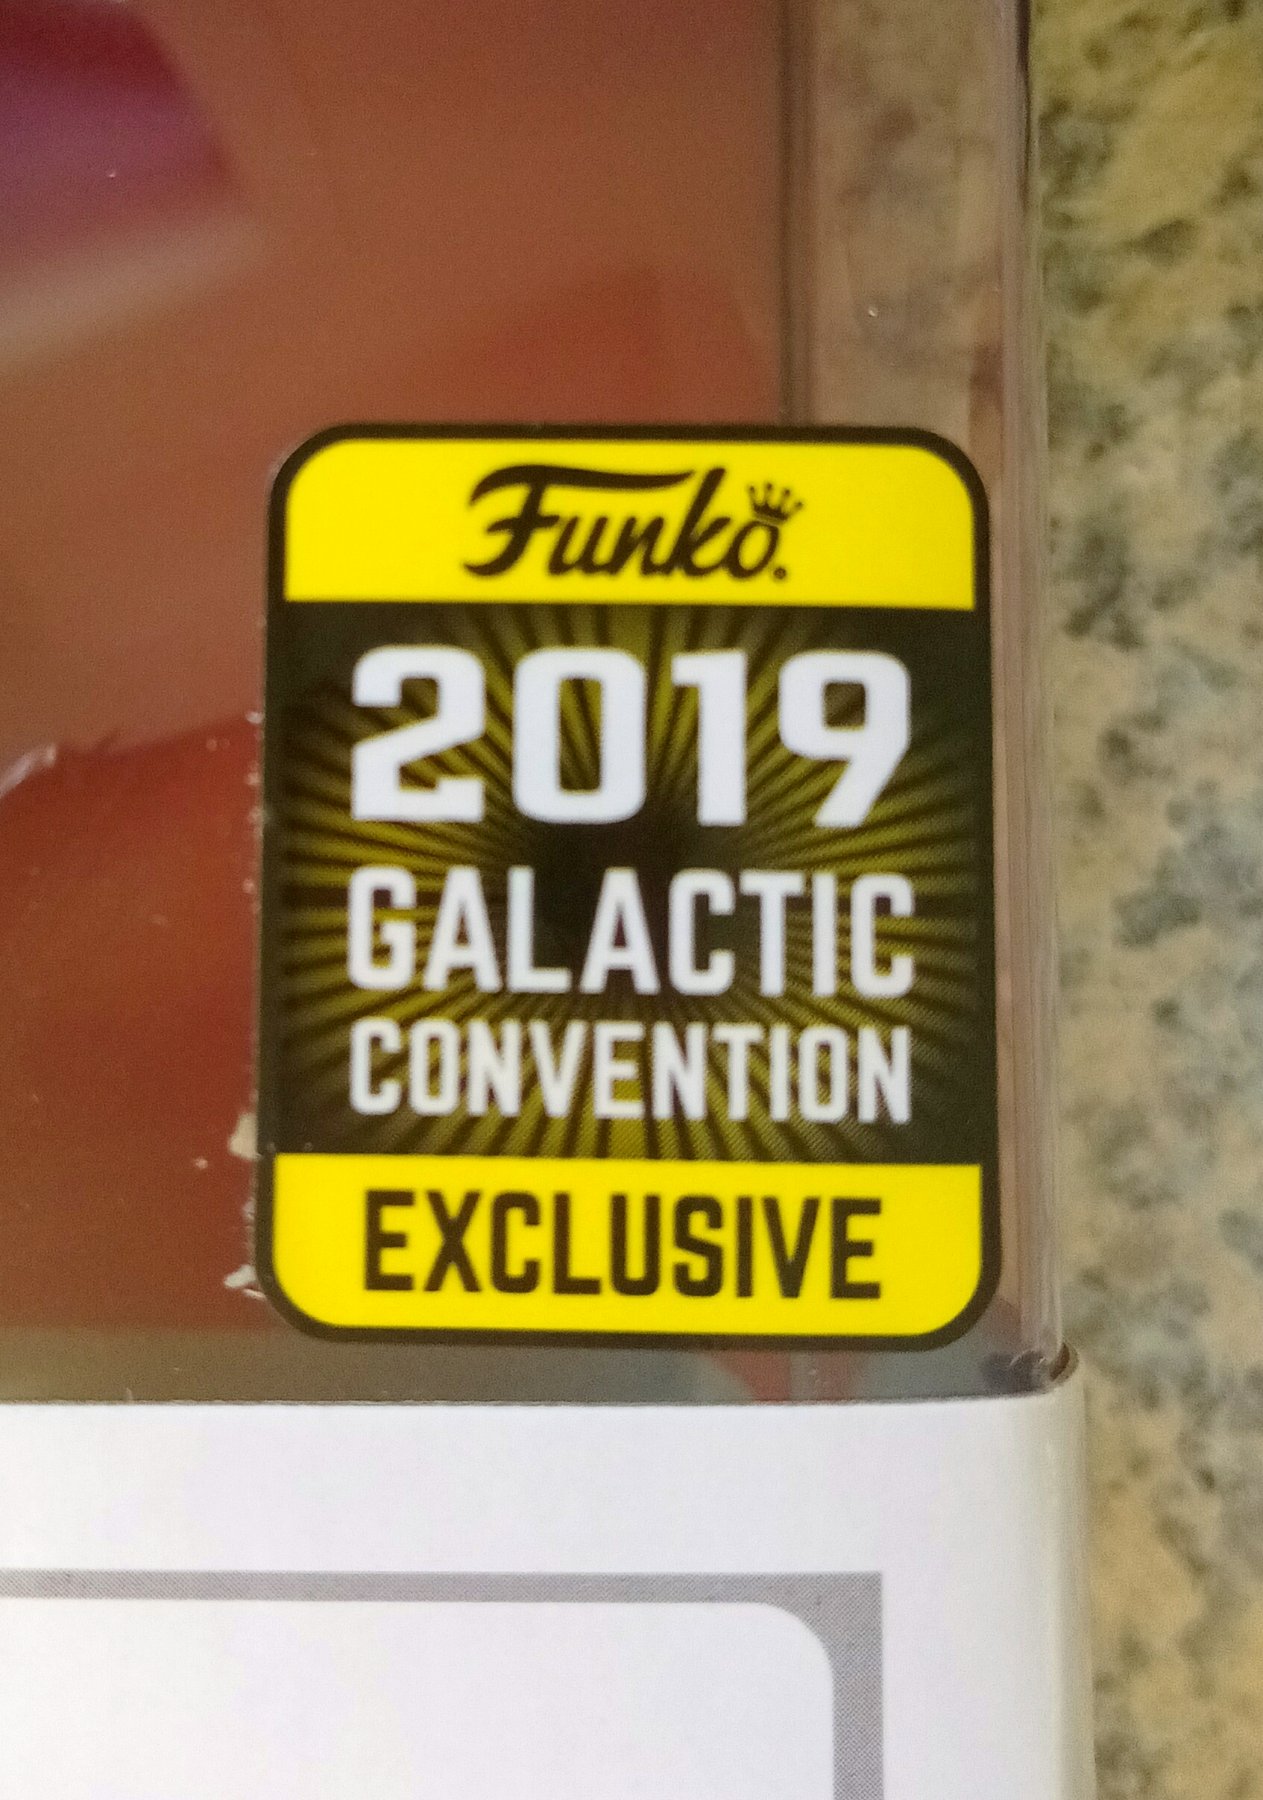 Funko
2019
GALACTIC
CONVENTION
EXCLUSIVE